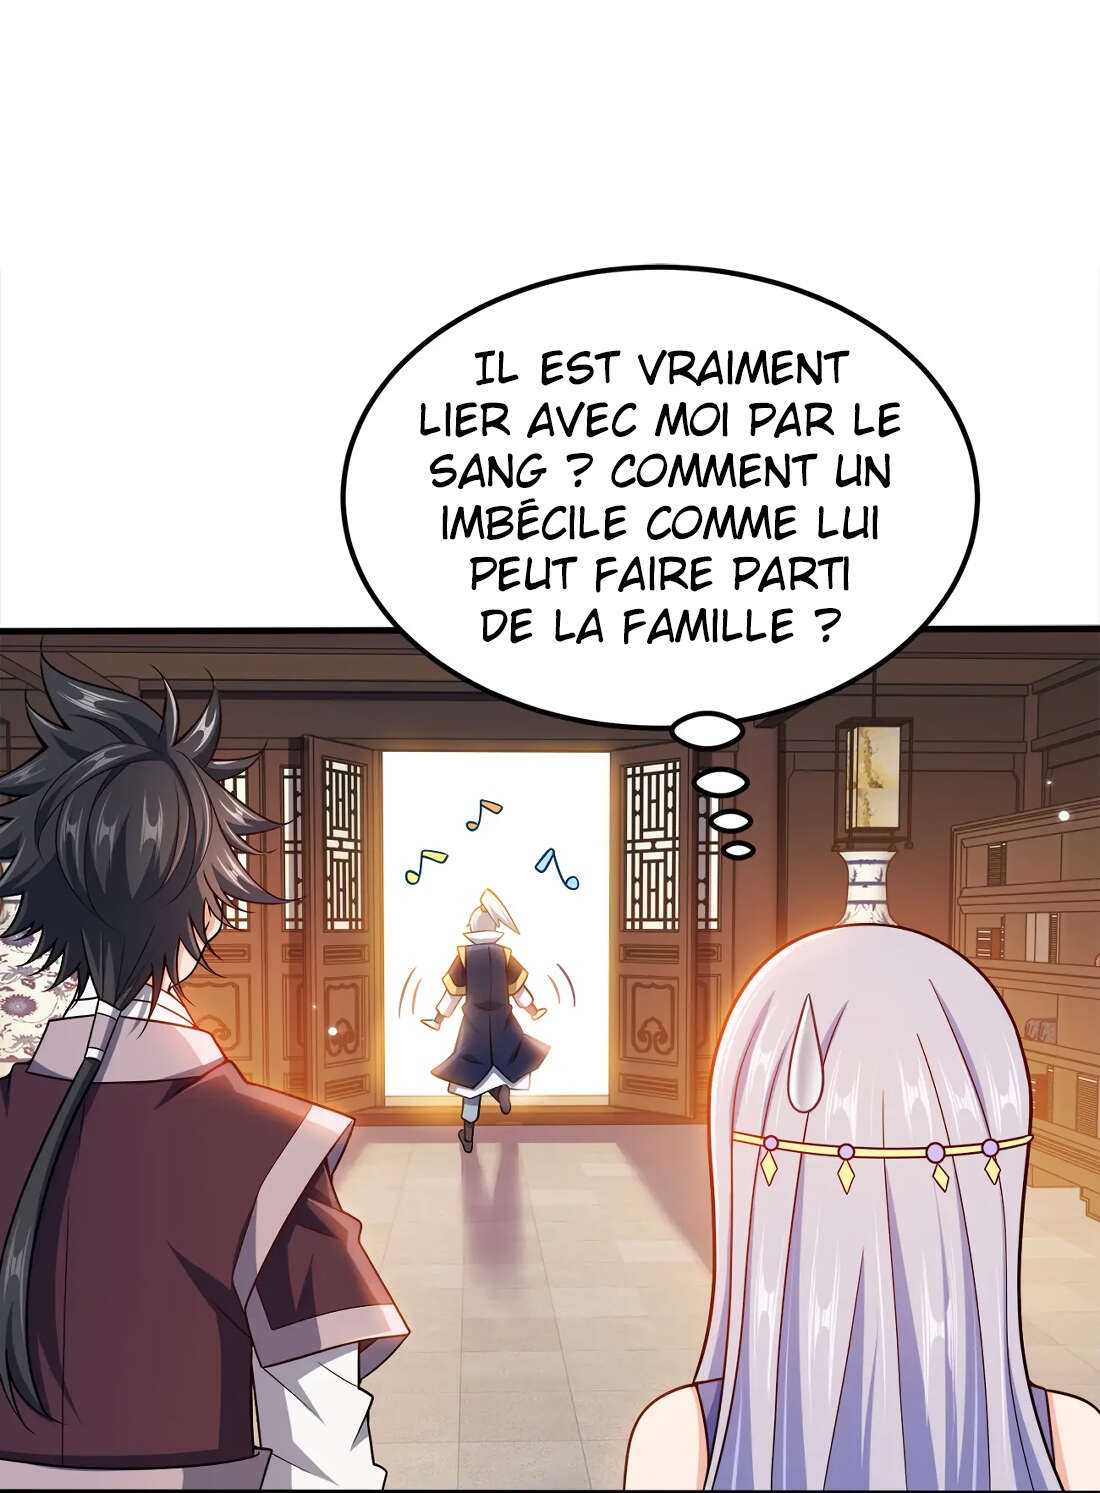 IL EST VRAIMENT
LIER AVEC MOI PAR LE
SANG ? COMMENT UN
IMBÉCILE COMME LUI
PEUT FAIRE PARTI
DE LA FAMILLE ?